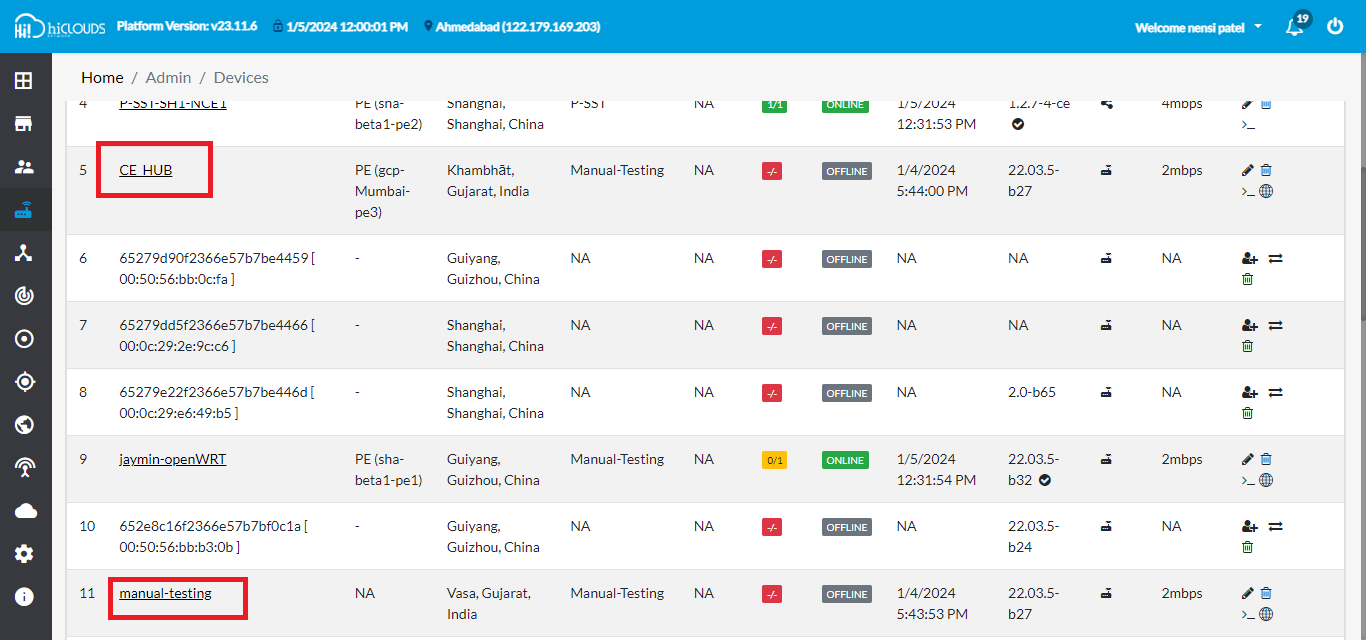 Hi! hiCLOUDS NETWORK Platform Version: v23.11.6 1/5/2024 12:00:01 PM Ahmedabad (122.179.169.203) Welcome nensi patel 19
Home / Admin / Devices
4 P-SST-SH1-NCE1 PE (sha- Shanghai, P-SST NA 1/1 ONLINE 1/5/2024 1.2.7-4-ce 4mbps
beta1-pe2) Shanghai, China 12:31:53 PM
5 CE_HUB PE (gcp- Khambhāt, Manual-Testing NA -/- OFFLINE 1/4/2024 22.03.5- 2mbps
Mumbai- Gujarat, India 5:44:00 PM b27
pe3)
6 65279d90f2366e57b7be4459 [ - Guiyang, NA NA -/- OFFLINE NA NA NA
00:50:56:bb:0c:fa ] Guizhou, China
7 65279dd5f2366e57b7be4466 [ - Shanghai, NA NA -/- OFFLINE NA NA NA
00:0c:29:2e:9c:c6 ] Shanghai, China
8 65279e22f2366e57b7be446d [ - Shanghai, NA NA -/- OFFLINE NA 2.0-b65 NA
00:0c:29:e6:49:b5 ] Shanghai, China
9 jaymin-openWRT PE (sha- Guiyang, Manual-Testing NA 0/1 ONLINE 1/5/2024 22.03.5- 2mbps
beta1-pe1) Guizhou, China 12:31:54 PM b32
10 652e8c16f2366e57b7bf0c1a [ - Guiyang, NA NA -/- OFFLINE NA 22.03.5- NA
00:50:56:bb:b3:0b ] Guizhou, China b24
11 manual-testing NA Vasa, Gujarat, Manual-Testing NA -/- OFFLINE 1/4/2024 22.03.5- 2mbps
India 5:43:53 PM b27